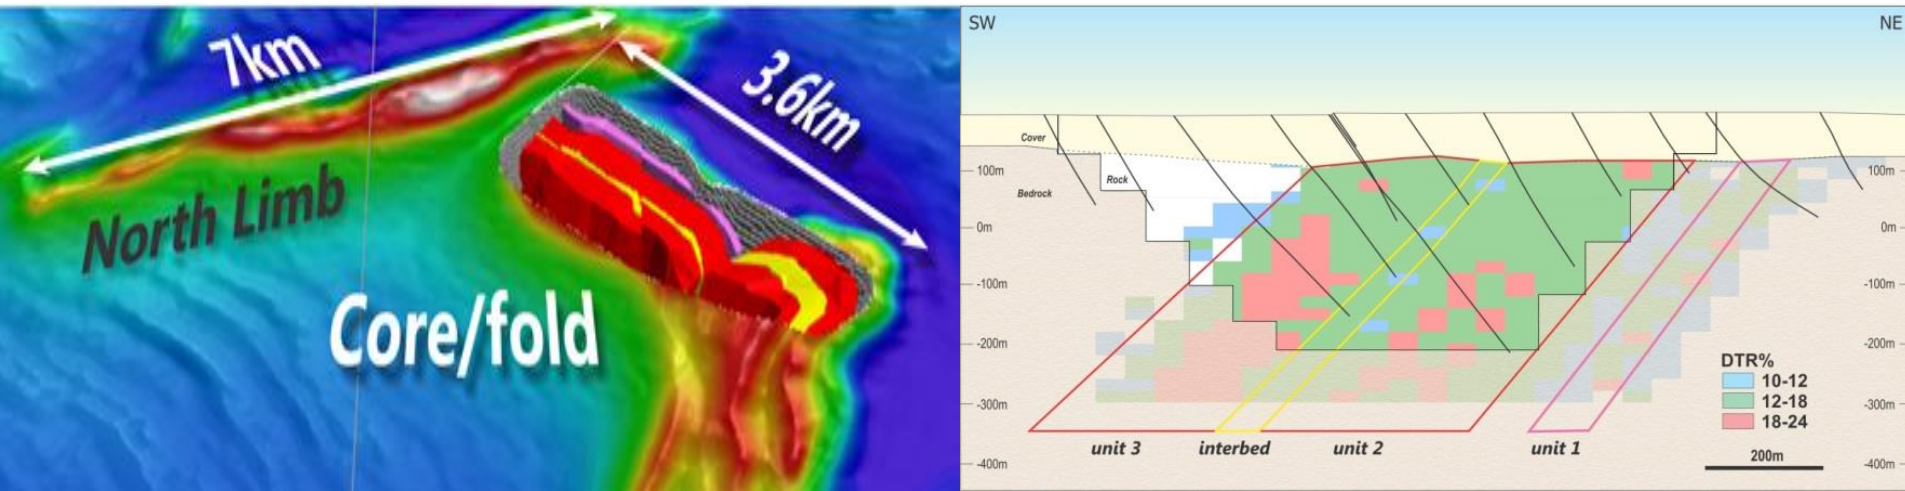 7km
3.6km
North Limb
Core/fold
SW
NE
Cover
Rock
Bedrock
100m
100m
0m
0m
-100m
-100m
-200m
-200m
-300m
-300m
-400m
-400m
DTR%
10-12
12-18
18-24
200m
unit 3
interbed
unit 2
unit 1